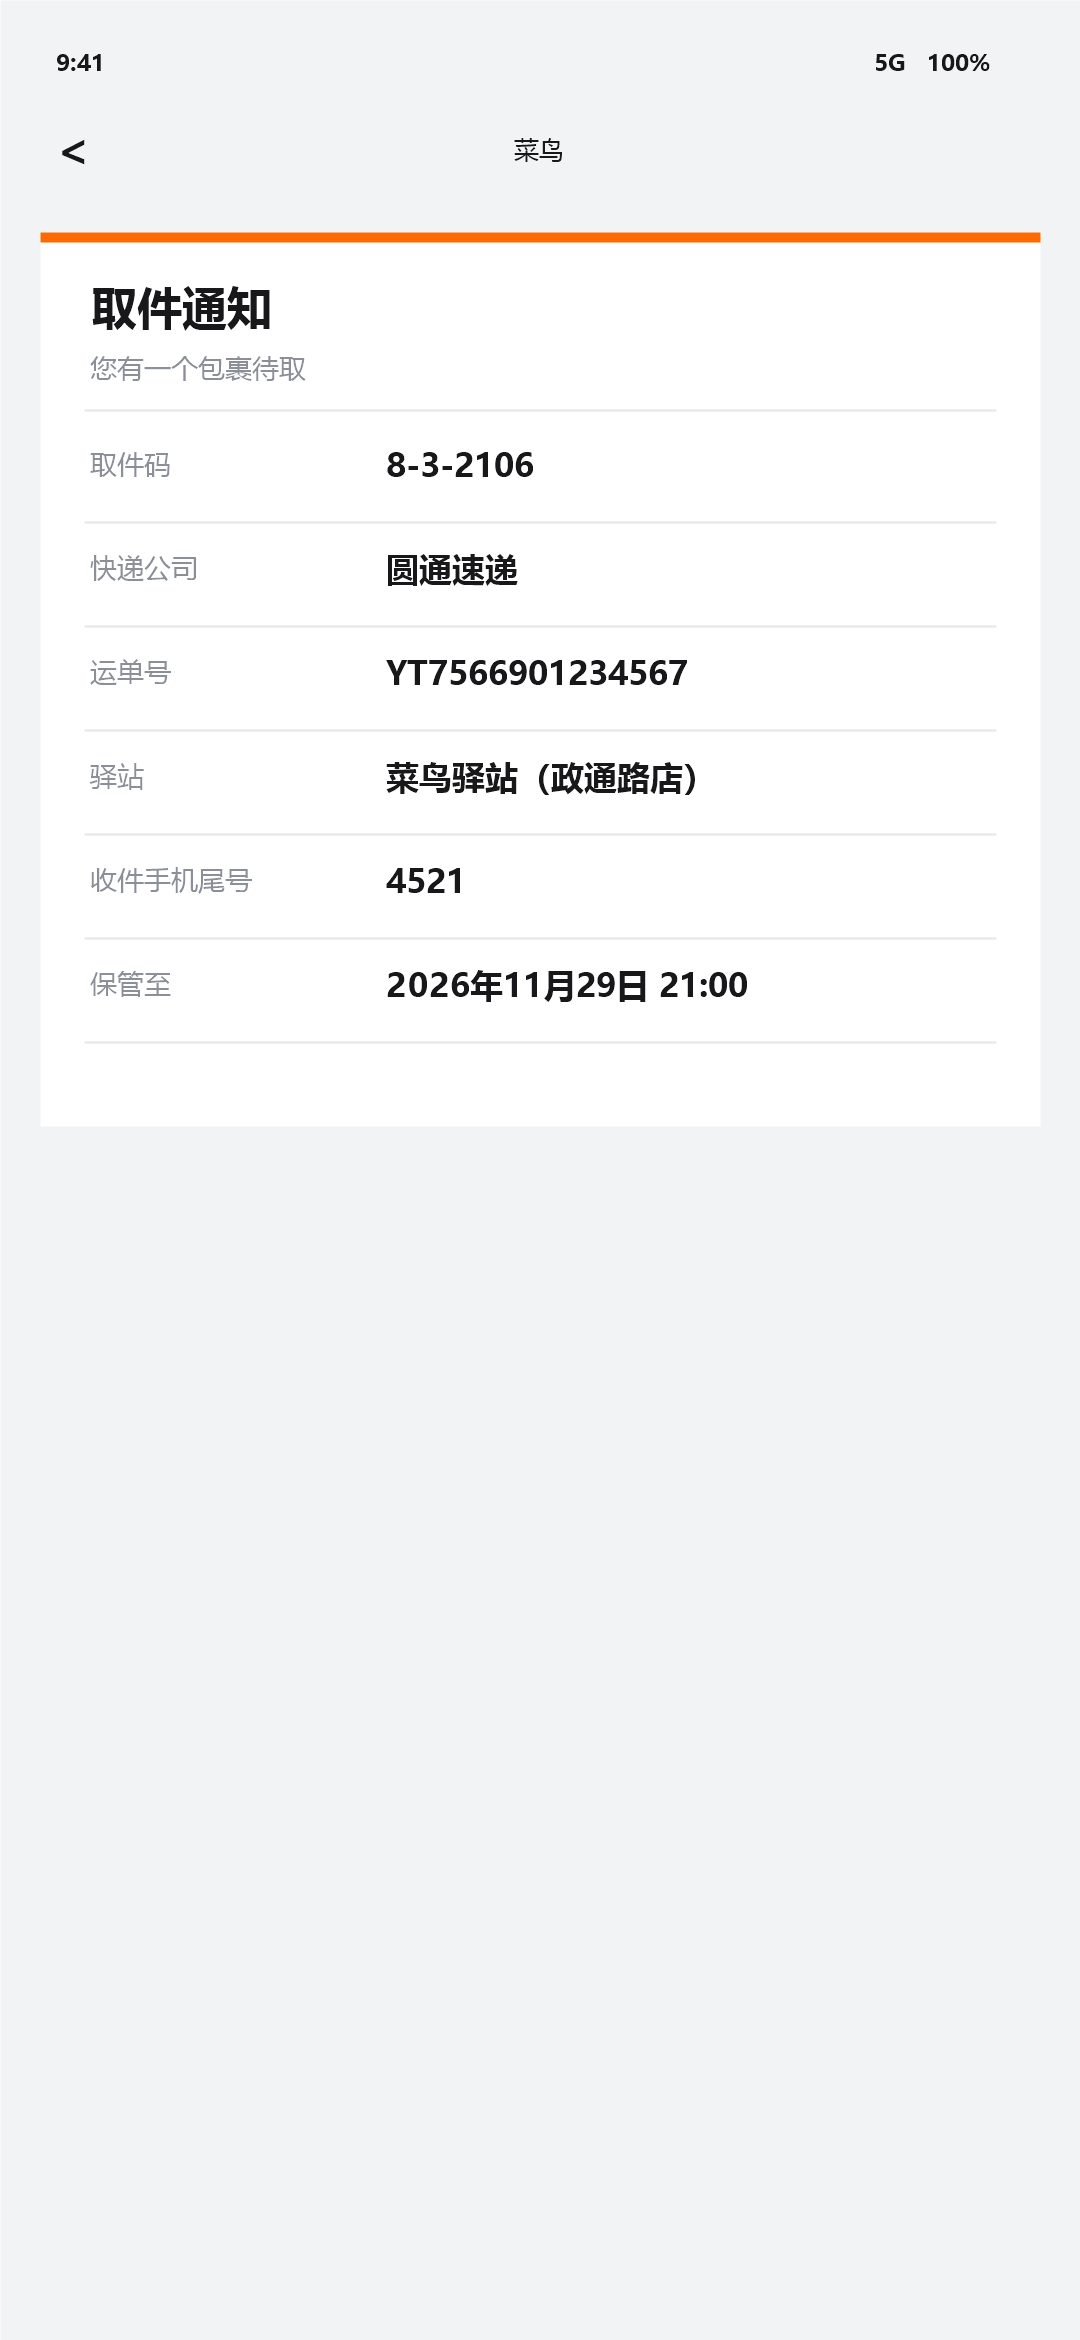 9:41 5G 100%
< 菜鸟
取件通知
您有一个包裹待取
取件码 8-3-2106
快递公司 圆通速递
运单号 YT7566901234567
驿站 菜鸟驿站（政通路店）
收件手机尾号 4521
保管至 2026年11月29日 21:00